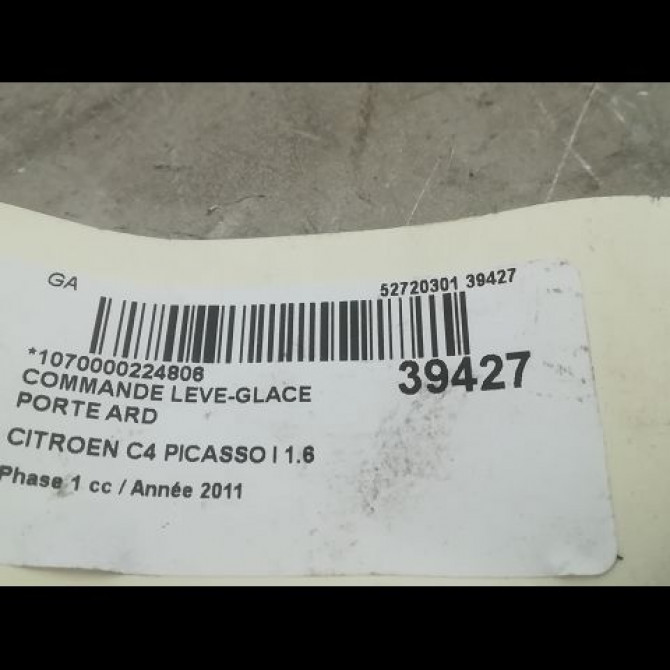 GA
52720301 39427
*1070000224806
39427
COMMANDE LEVE-GLACE
PORTE ARD
CITROEN C4 PICASSO I 1.6
Phase 1 cc / Année 2011